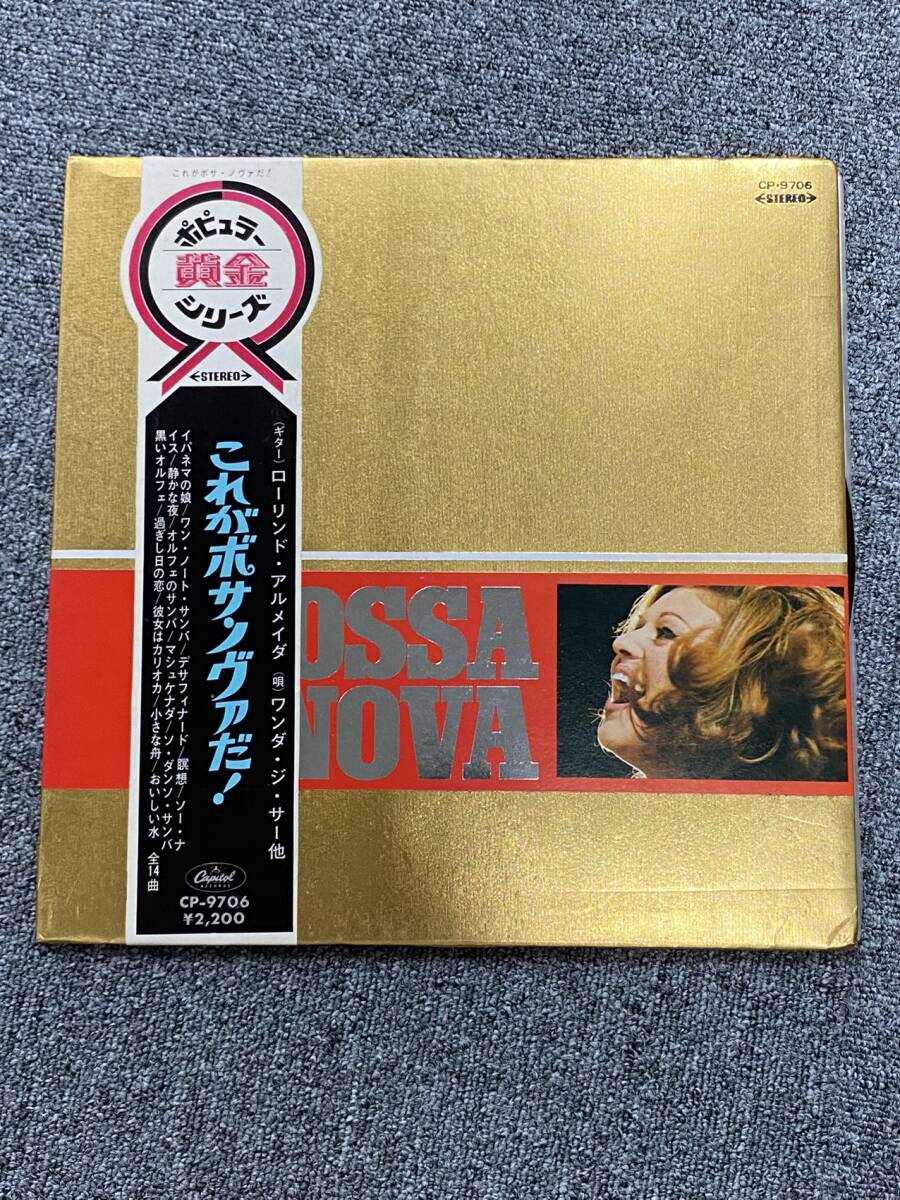 これがボサ・ノヴァだ!
ポピュラー
黄金
シリーズ
STEREO
(ギター)ローリンド・アルメイダ(唄)ワンダ・ジ・サー他
これがボサ・ノヴァだ!
イパネマの娘/ワン・ノート・サンバ/デサフィナード/瞑想/ソー・ナ
イス/静かな夜/オルフェのサンバ/マシュケナダ/ノ・ダンソ・サンバ
黒いオルフェ/過ぎし日の恋/彼女はカリオカ/小さな舟/おいしい水 全14曲
Capitol
RECORDS
CP-9706
¥2,200
CP-9706
STEREO
OSSA
NOVA